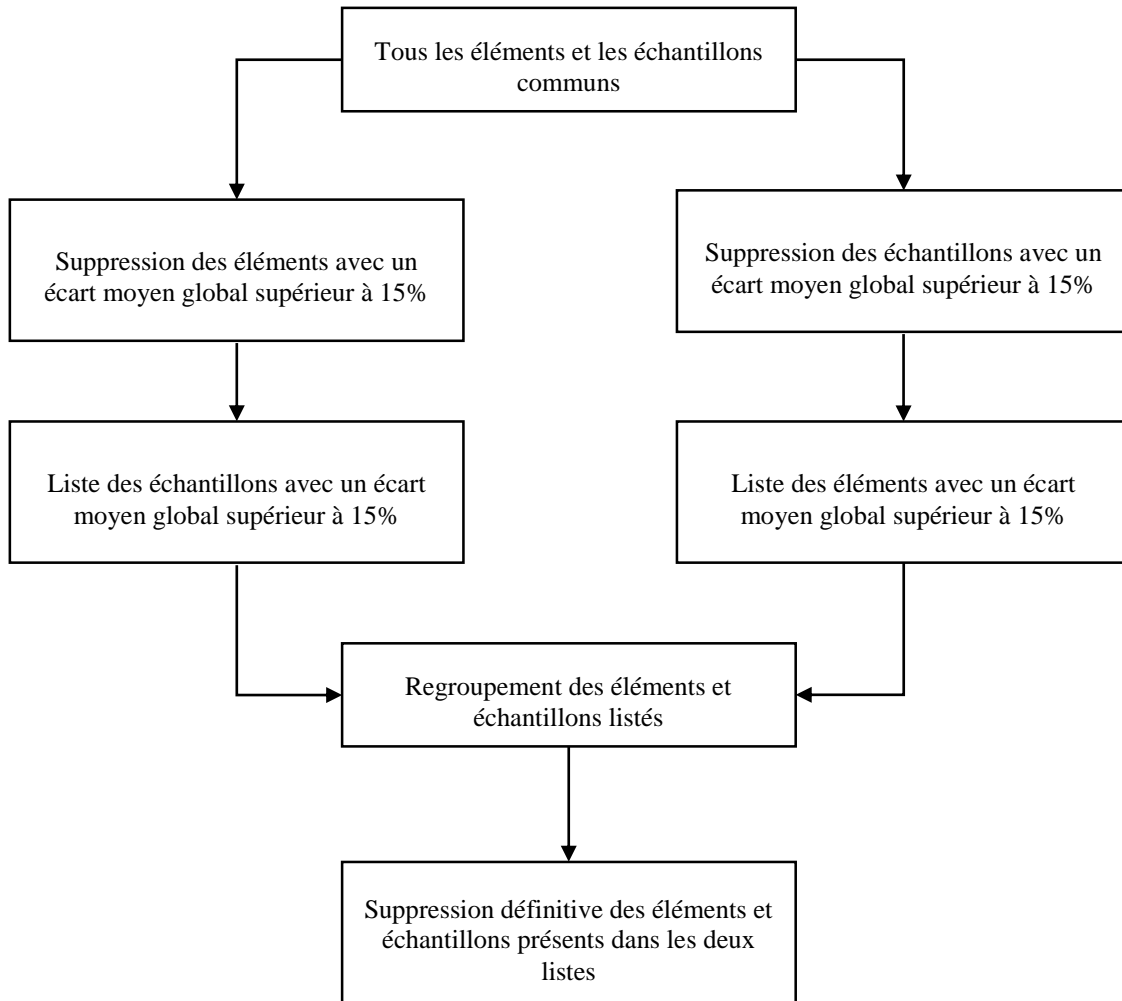 Tous les éléments et les échantillons
communs
Suppression des éléments avec un
écart moyen global supérieur à 15%
Suppression des échantillons avec un
écart moyen global supérieur à 15%
Liste des échantillons avec un écart
moyen global supérieur à 15%
Liste des éléments avec un écart
moyen global supérieur à 15%
Regroupement des éléments et
échantillons listés
Suppression définitive des éléments et
échantillons présents dans les deux
listes